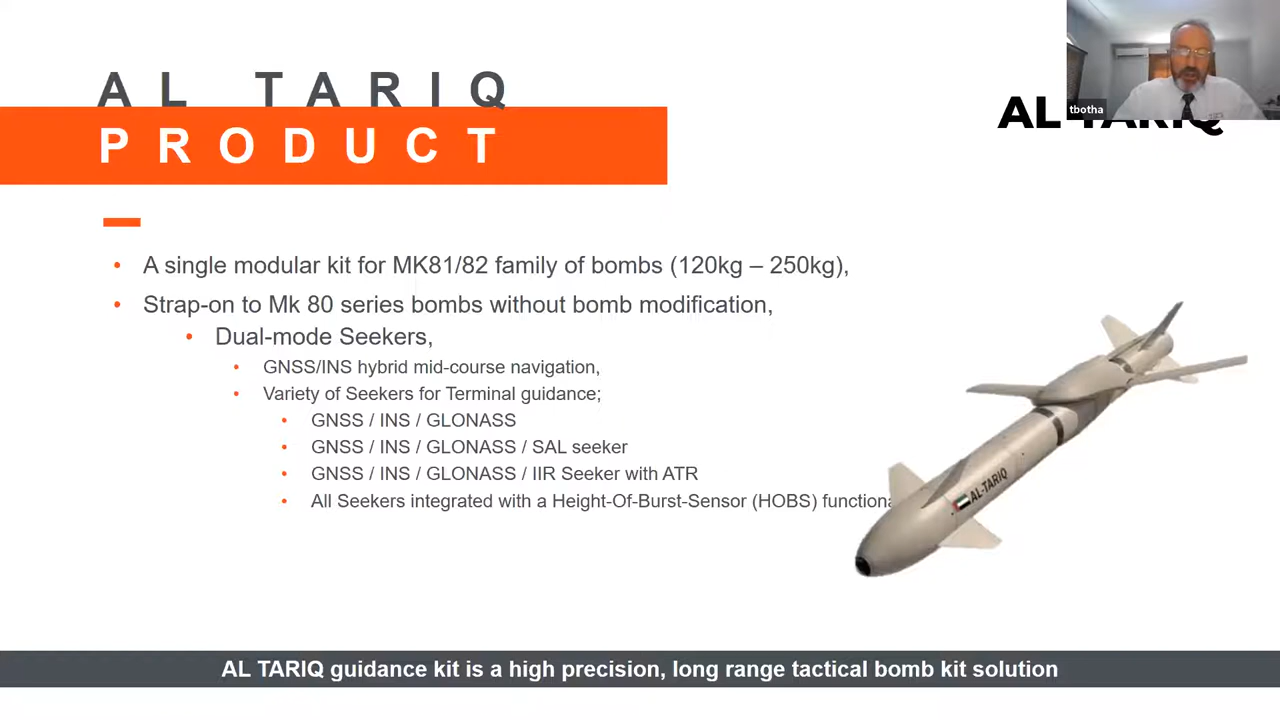 AL TARIQ
PRODUCT
tbotha
AL TARIQ
• A single modular kit for MK81/82 family of bombs (120kg – 250kg),
• Strap-on to Mk 80 series bombs without bomb modification,
• Dual-mode Seekers,
• GNSS/INS hybrid mid-course navigation,
• Variety of Seekers for Terminal guidance;
• GNSS / INS / GLONASS
• GNSS / INS / GLONASS / SAL seeker
• GNSS / INS / GLONASS / IIR Seeker with ATR
• All Seekers integrated with a Height-Of-Burst-Sensor (HOBS)
AL-TARIQ
AL TARIQ guidance kit is a high precision, long range tactical bomb kit solution